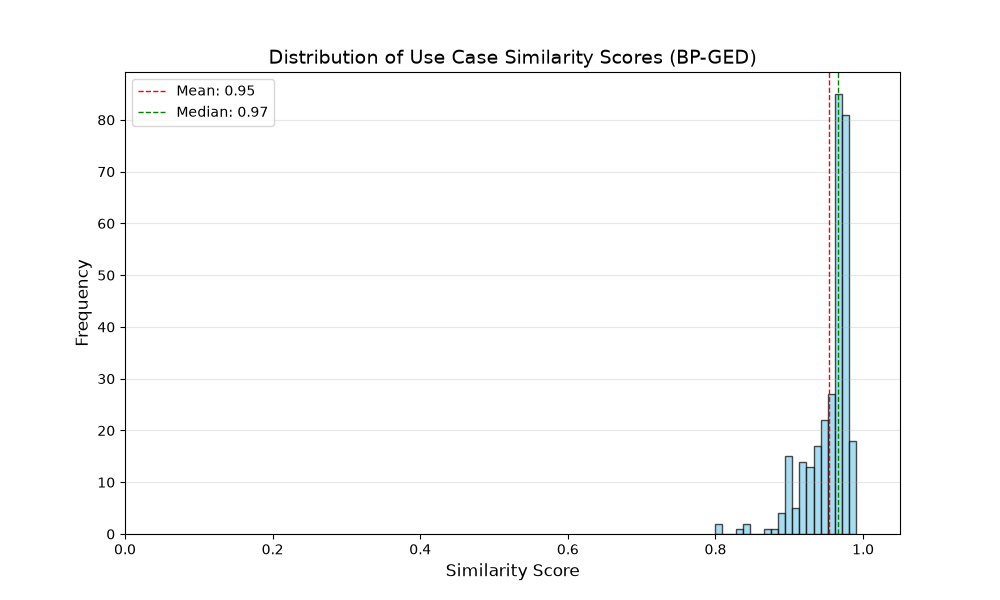 Distribution of Use Case Similarity Scores (BP-GED)
Mean: 0.95
Median: 0.97
Frequency
80
70
60
50
40
30
20
10
0
0.0 0.2 0.4 0.6 0.8 1.0
Similarity Score